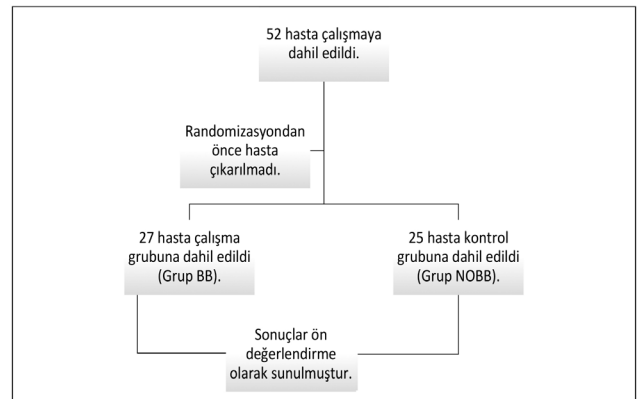 52 hasta çalışmaya
dahil edildi.
Randomizasyondan
önce hasta
çıkarılmadı.
27 hasta çalışma
grubuna dahil edildi
(Grup BB).
25 hasta kontrol
grubuna dahil edildi
(Grup NOBB).
Sonuçlar ön
değerlendirme
olarak sunulmuştur.